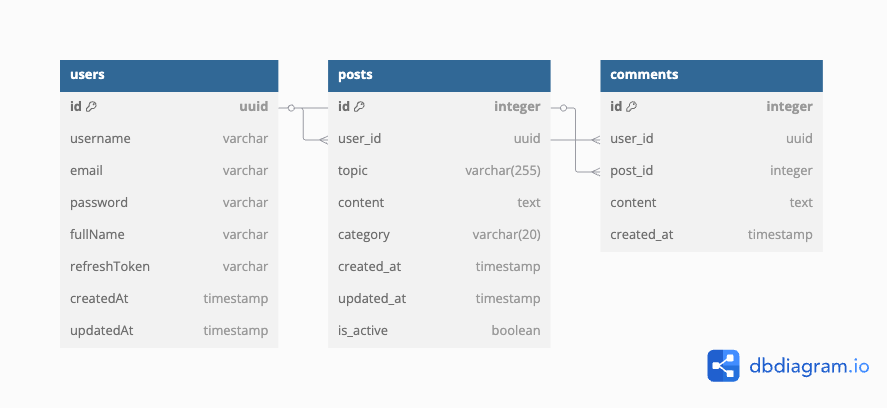 users
id uuid
username varchar
email varchar
password varchar
fullName varchar
refreshToken varchar
createdAt timestamp
updatedAt timestamp
posts
id integer
user_id uuid
topic varchar(255)
content text
category varchar(20)
created_at timestamp
updated_at timestamp
is_active boolean
comments
id integer
user_id uuid
post_id integer
content text
created_at timestamp
dbdiagram.io